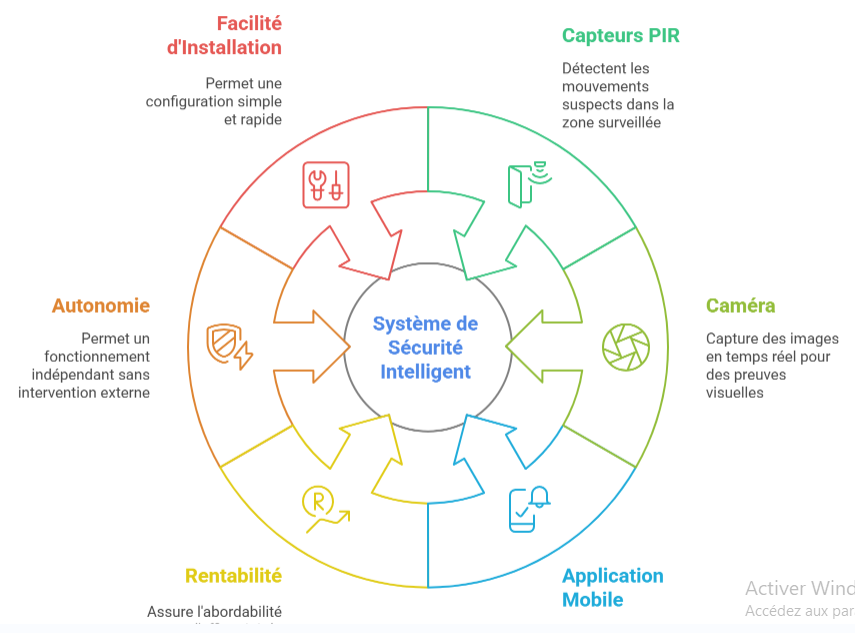 Facilité
d'Installation
Permet une
configuration simple
et rapide
Capteurs PIR
Détectent les
mouvements
suspects dans la
zone surveillée
Autonomie
Permet un
fonctionnement
indépendant sans
intervention externe
Système de
Sécurité
Intelligent
Caméra
Capture des images
en temps réel pour
des preuves
visuelles
R
Rentabilité
Assure l'abordabilité
Application
Mobile
Activer Wind
Accédez aux par